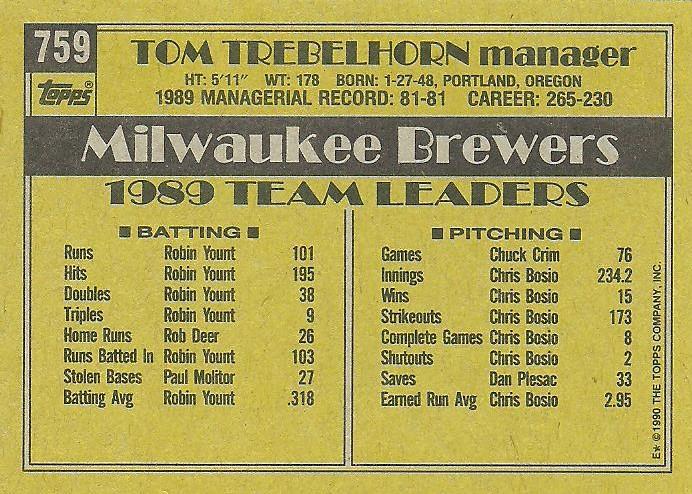 759
Topps®
TOM TREBELHORN manager
HT: 5'11" WT: 178 BORN: 1-27-48, PORTLAND, OREGON
1989 MANAGERIAL RECORD: 81-81 CAREER: 265-230
Milwaukee Brewers
1989 TEAM LEADERS
■ BATTING ■
Runs Robin Yount 101
Hits Robin Yount 195
Doubles Robin Yount 38
Triples Robin Yount 9
Home Runs Rob Deer 26
Runs Batted In Robin Yount 103
Stolen Bases Paul Molitor 27
Batting Avg Robin Yount .318
■ PITCHING ■
Games Chuck Crim 76
Innings Chris Bosio 234.2
Wins Chris Bosio 15
Strikeouts Chris Bosio 173
Complete Games Chris Bosio 8
Shutouts Chris Bosio 2
Saves Dan Plesac 33
Earned Run Avg Chris Bosio 2.95
E* ©1990 THE TOPPS COMPANY, INC.